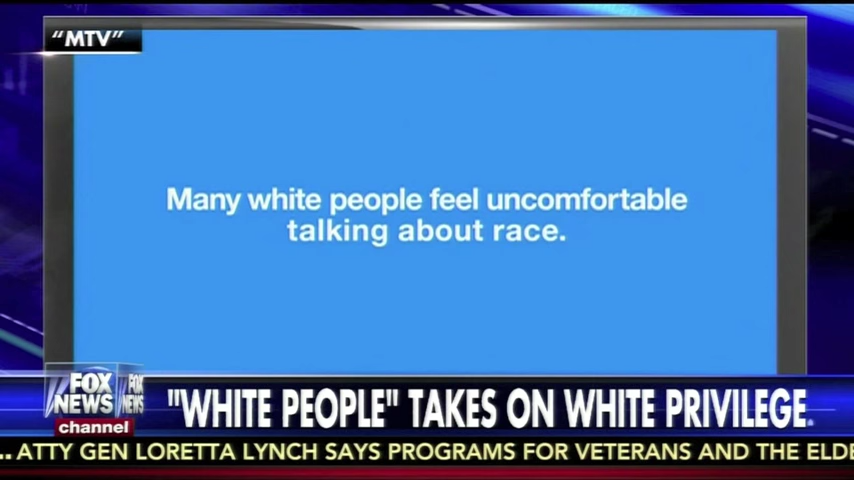 "MTV"
Many white people feel uncomfortable
talking about race.
FOX
NEWS
channel
FOX
NEWS
"WHITE PEOPLE" TAKES ON WHITE PRIVILEGE
... ATTY GEN LORETTA LYNCH SAYS PROGRAMS FOR VETERANS AND THE ELDE